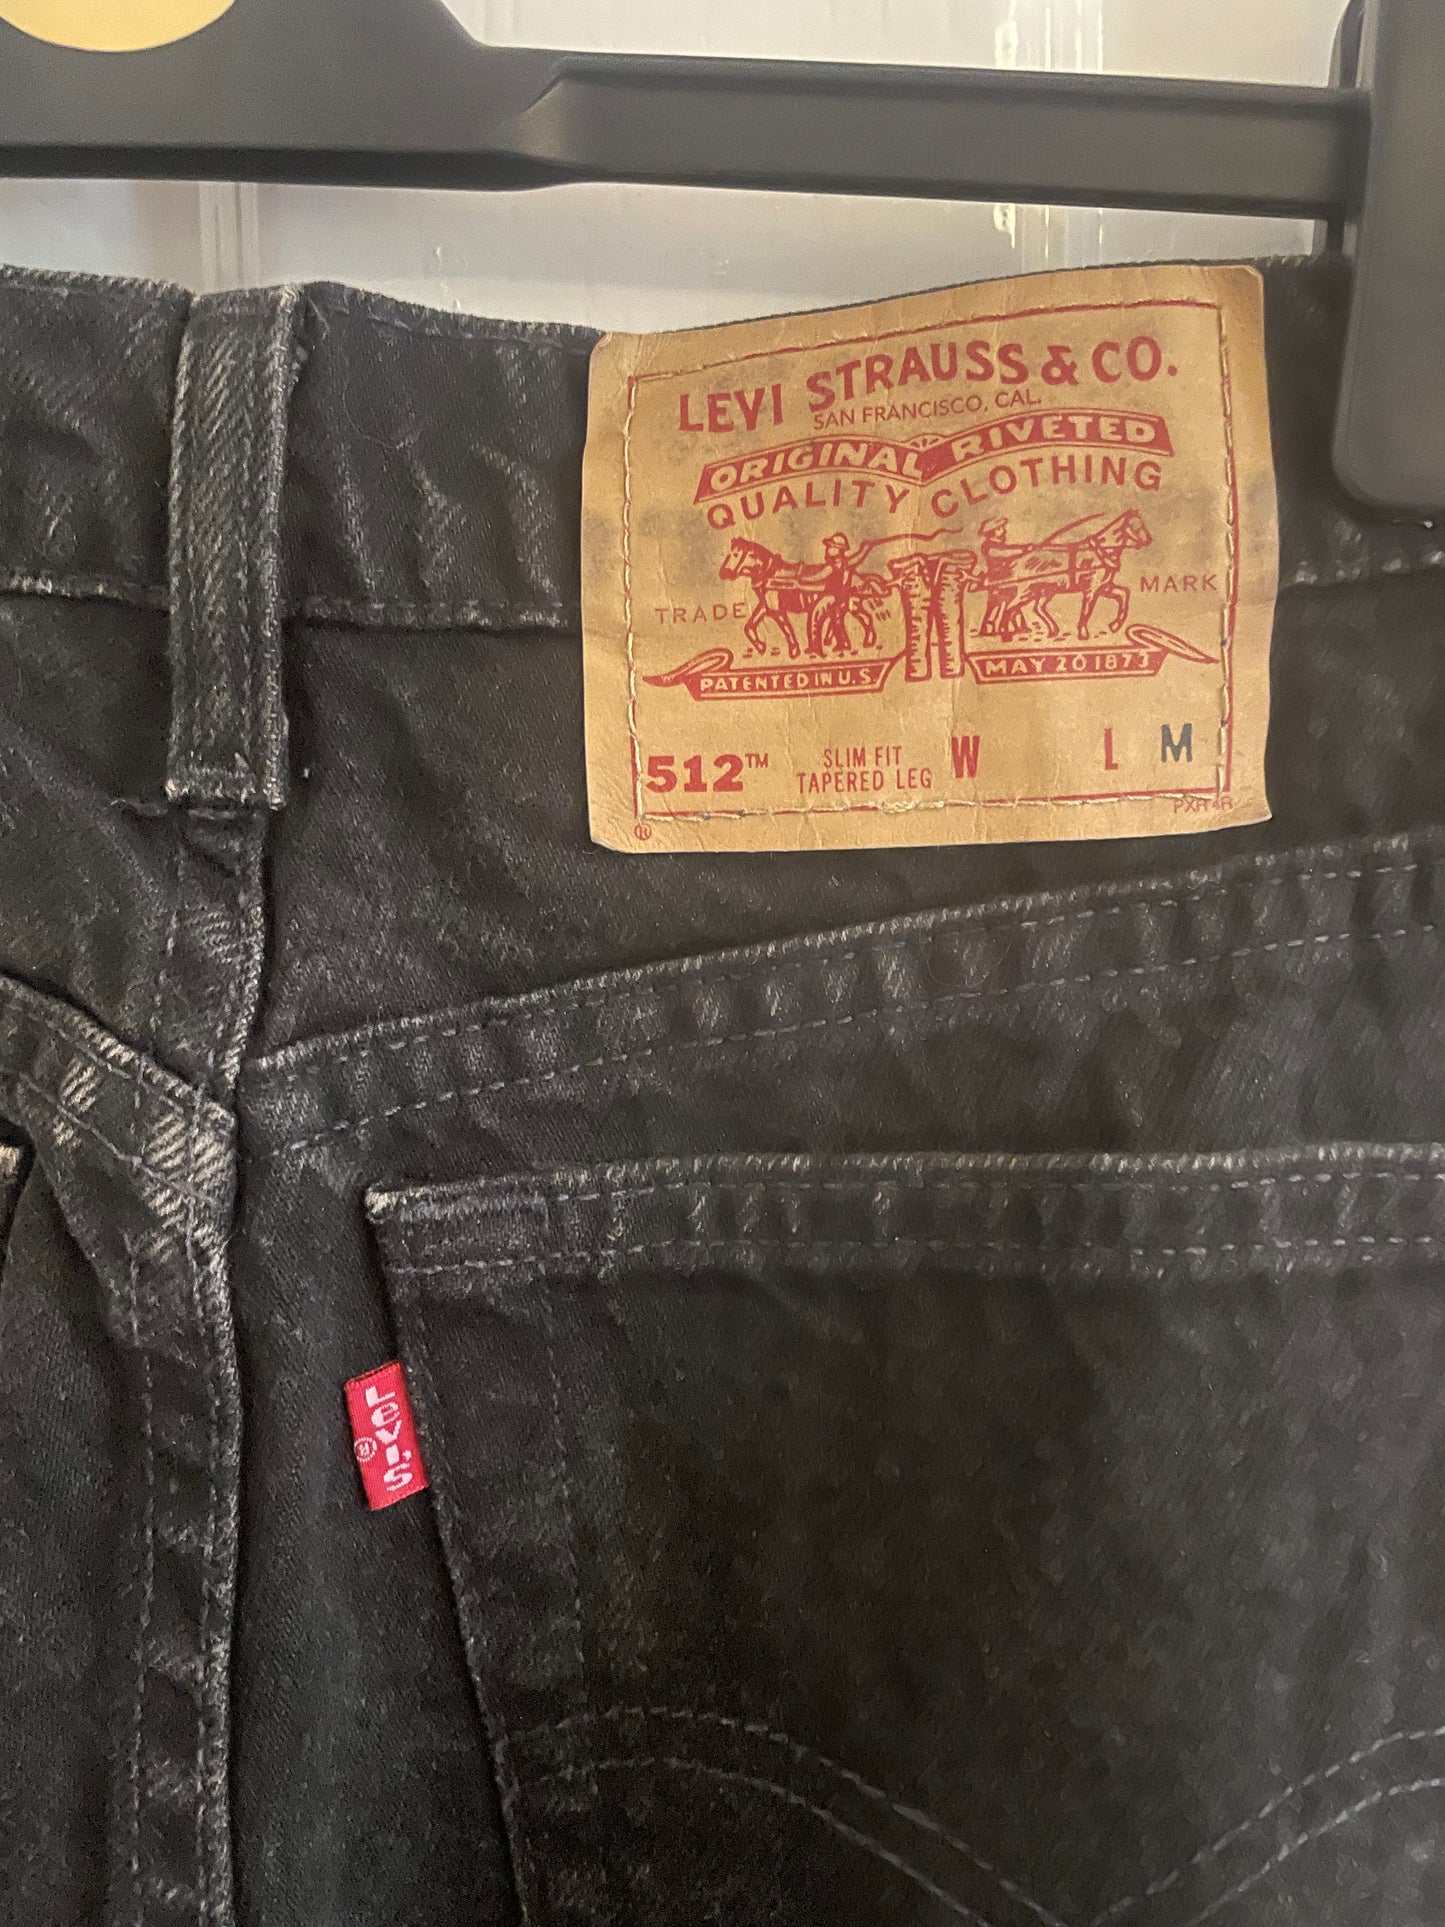 LEVI STRAUSS & CO.
SAN FRANCISCO, CAL.
ORIGINAL RIVETED
QUALITY CLOTHING
TRADE MARK
PATENTED IN U.S. MAY 20 1873
512™ SLIM FIT TAPERED LEG W L M
®
Levi's
®